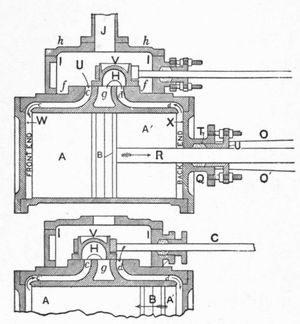 J
h h
V
U H f f
I I
c g
W X
T O
U
A B A' R
FRONT END
BACK END
Q Q'
I V I
H C
g
A B A'